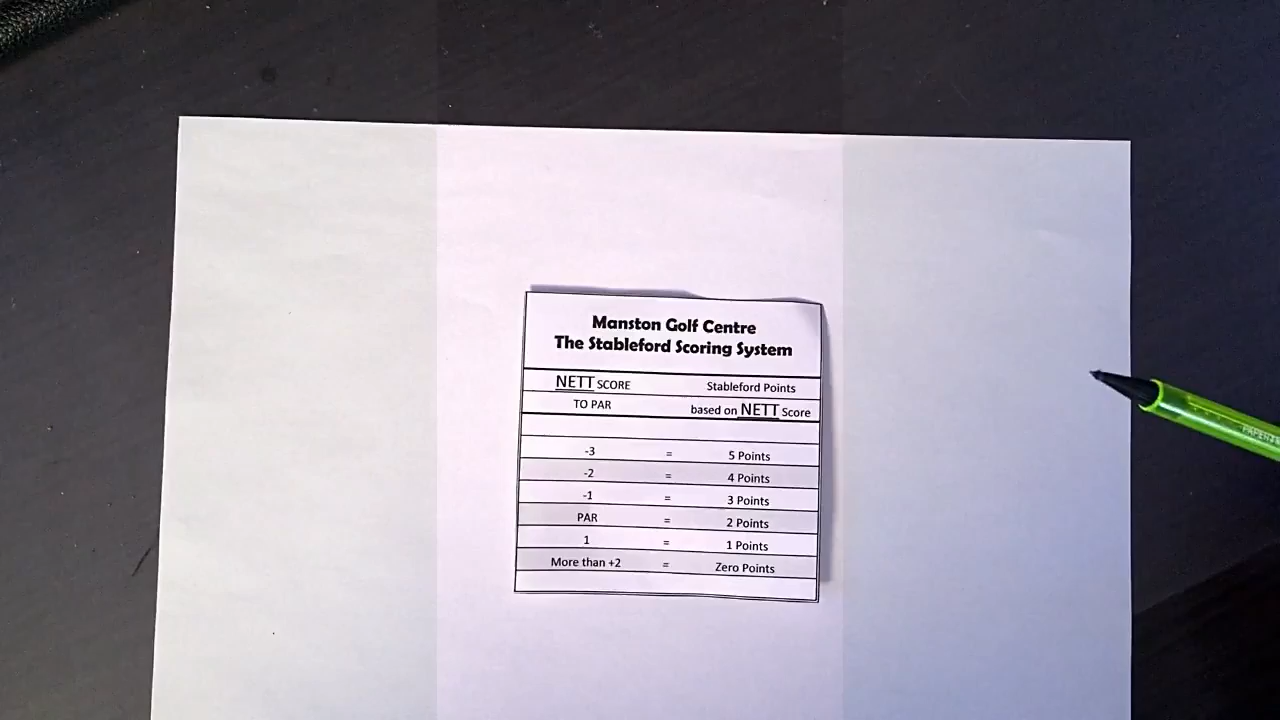 Manston Golf Centre
The Stableford Scoring System
NETT SCORE Stableford Points
TO PAR based on NETT Score
-3 = 5 Points
-2 = 4 Points
-1 = 3 Points
PAR = 2 Points
1 = 1 Points
More than +2 = Zero Points